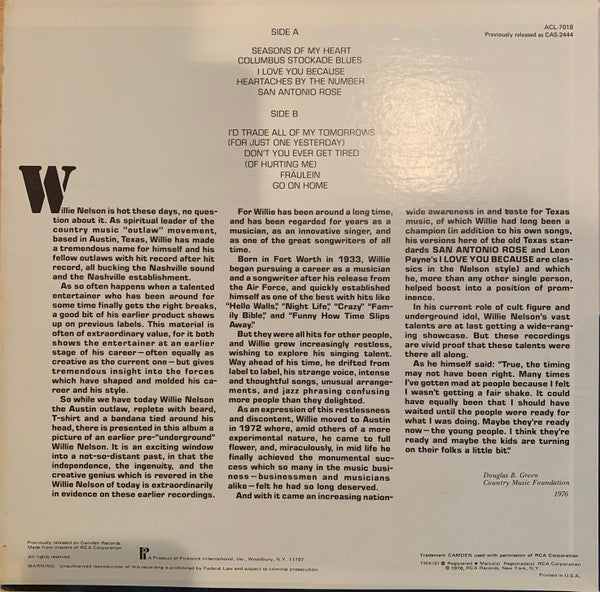 ACL-7018
Previously released as CAS-2444
SIDE A
SEASONS OF MY HEART
COLUMBUS STOCKADE BLUES
I LOVE YOU BECAUSE
HEARTACHES BY THE NUMBER
SAN ANTONIO ROSE
SIDE B
I'D TRADE ALL OF MY TOMORROWS
(FOR JUST ONE YESTERDAY)
DON'T YOU EVER GET TIRED
(OF HURTING ME)
FRÄULEIN
GO ON HOME
Willie Nelson is hot these days, no ques-
tion about it. As spiritual leader of the
country music "outlaw" movement,
based in Austin, Texas, Willie has made
a tremendous name for himself and his
fellow outlaws with hit record after hit
record, all bucking the Nashville sound
and the Nashville establishment.
As so often happens when a talented
entertainer who has been around for
some time finally gets the right breaks,
a good bit of his earlier product shows
up on previous labels. This material is
often of extraordinary value, for it both
shows the entertainer at an earlier
stage of his career—often equally as
creative as the current one—but gives
tremendous insight into the forces
which have shaped and molded his ca-
reer and his style.
So while we have today Willie Nelson
the Austin outlaw, replete with beard,
T-shirt and a bandana tied around his
head, there is presented in this album a
picture of an earlier pre-"underground"
Willie Nelson. It is an exciting window
into a not-so-distant past, in that the
independence, the ingenuity, and the
creative genius which is revered in the
Willie Nelson of today is extraordinarily
in evidence on these earlier recordings.
For Willie has been around a long time,
and has been regarded for years as a
musician, as an innovative singer, and
as one of the great songwriters of all
time.
Born in Fort Worth in 1933, Willie
began pursuing a career as a musician
and a songwriter after his release from
the Air Force, and quickly established
himself as one of the best with hits like
"Hello Walls," "Night Life," "Crazy" "Fam-
ily Bible," and "Funny How Time Slips
Away."
But they were all hits for other people,
and Willie grew increasingly restless,
wishing to explore his singing talent.
Way ahead of his time, he drifted from
label to label, his strange voice, intense
and thoughtful songs, unusual arrange-
ments, and jazz phrasing confusing
more people than they delighted.
As an expression of this restlessness
and discontent, Willie moved to Austin
in 1972 where, amid others of a more
experimental nature, he came to full
flower, and, miraculously, in mid life he
finally achieved the monumental suc-
cess which so many in the music busi-
ness—businessmen and musicians
alike—felt he had so long deserved.
And with it came an increasing nation-
wide awareness in and taste for Texas
music, of which Willie had long been a
champion (in addition to his own songs,
his versions here of the old Texas stan-
dards SAN ANTONIO ROSE and Leon
Payne's I LOVE YOU BECAUSE are clas-
sics in the Nelson style) and which
he, more than any other single person,
helped boost into a position of prom-
inence.
In his current role of cult figure and
underground idol, Willie Nelson's vast
talents are at last getting a wide-rang-
ing showcase. But these recordings
are vivid proof that these talents were
there all along.
As he himself said: "True, the timing
may not have been right. Many times
I've gotten mad at people because I felt
I wasn't getting a fair shake. It could
have equally been that I should have
waited until the people were ready for
what I was doing. Maybe they're ready
now—the young people. I think they're
ready and maybe the kids are turning
on their folks a little bit."
Douglas B. Green
Country Music Foundation
1976
Previously released on Camden Records
Made from masters of RCA Corporation
All rights reserved
A Product of Pickwick International, Inc., Woodbury, N.Y. 11797
WARNING: Unauthorized reproduction of this recording is prohibited by Federal Law and subject to criminal prosecution.
Trademark CAMDEN used with permission of RCA Corporation
TMK(S) ® Registered • Marca(s) Registrada(s) RCA Corporation
© 1976, RCA Records, New York, N.Y.
Printed in U.S.A.